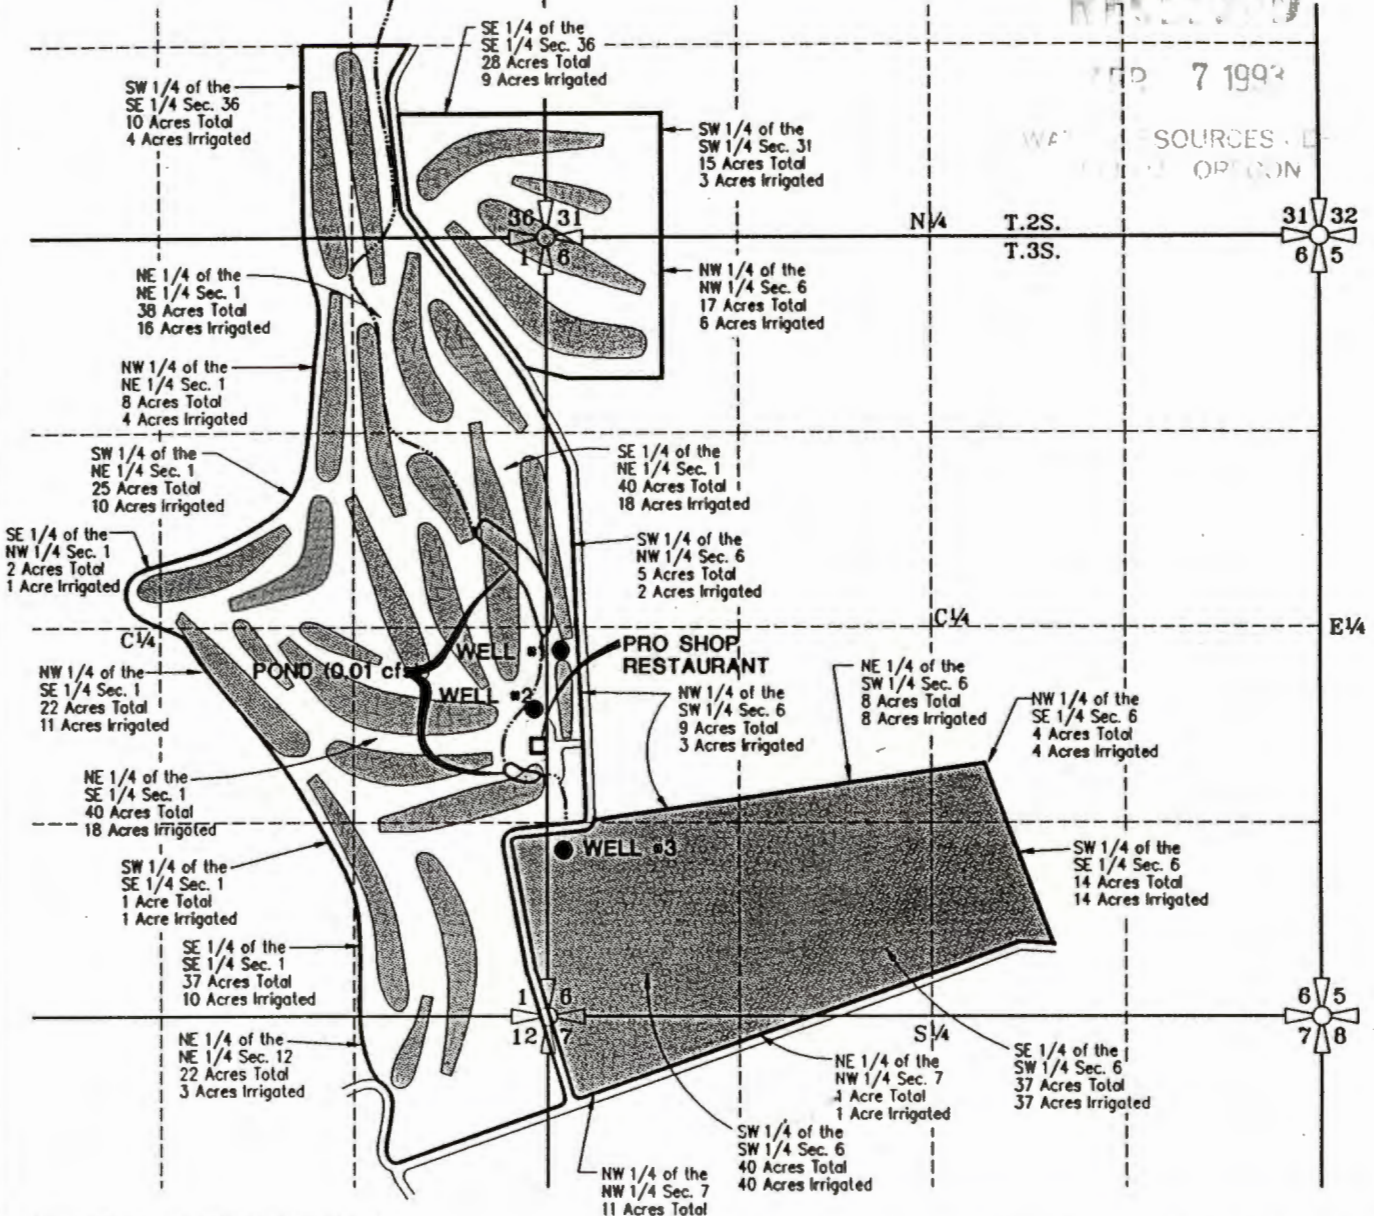 SE 1/4 of the
SE 1/4 Sec. 36
28 Acres Total
9 Acres Irrigated
7 1993
SOURCES
OREGON
SW 1/4 of the
SE 1/4 Sec. 36
10 Acres Total
4 Acres Irrigated
SW 1/4 of the
SW 1/4 Sec. 31
15 Acres Total
3 Acres Irrigated
36 31
1 6
N1/4
T.2S.
T.3S.
31 32
6 5
NE 1/4 of the
NE 1/4 Sec. 1
38 Acres Total
16 Acres Irrigated
NW 1/4 of the
NW 1/4 Sec. 6
17 Acres Total
6 Acres Irrigated
NW 1/4 of the
NE 1/4 Sec. 1
8 Acres Total
4 Acres Irrigated
SW 1/4 of the
NE 1/4 Sec. 1
25 Acres Total
10 Acres Irrigated
SE 1/4 of the
NE 1/4 Sec. 1
40 Acres Total
18 Acres Irrigated
SE 1/4 of the
NW 1/4 Sec. 1
2 Acres Total
1 Acre Irrigated
SW 1/4 of the
NW 1/4 Sec. 6
5 Acres Total
2 Acres Irrigated
C1/4
C1/4
E1/4
WELL
PRO SHOP
RESTAURANT
POND (0.01 cfs
WELL #2
NW 1/4 of the
SE 1/4 Sec. 1
22 Acres Total
11 Acres Irrigated
NW 1/4 of the
SW 1/4 Sec. 6
9 Acres Total
3 Acres Irrigated
NE 1/4 of the
SW 1/4 Sec. 6
8 Acres Total
8 Acres Irrigated
NW 1/4 of the
SE 1/4 Sec. 6
4 Acres Total
4 Acres Irrigated
NE 1/4 of the
SE 1/4 Sec. 1
40 Acres Total
18 Acres Irrigated
WELL #3
SW 1/4 of the
SE 1/4 Sec. 6
14 Acres Total
14 Acres Irrigated
SW 1/4 of the
SE 1/4 Sec. 1
1 Acre Total
1 Acre Irrigated
SE 1/4 of the
SE 1/4 Sec. 1
37 Acres Total
10 Acres Irrigated
1 6
12 7
S1/4
6 5
7 8
NE 1/4 of the
NE 1/4 Sec. 12
22 Acres Total
3 Acres Irrigated
NE 1/4 of the
NW 1/4 Sec. 7
1 Acre Total
1 Acre Irrigated
SE 1/4 of the
SW 1/4 Sec. 6
37 Acres Total
37 Acres Irrigated
SW 1/4 of the
SW 1/4 Sec. 6
40 Acres Total
40 Acres Irrigated
NW 1/4 of the
NW 1/4 Sec. 7
11 Acres Total